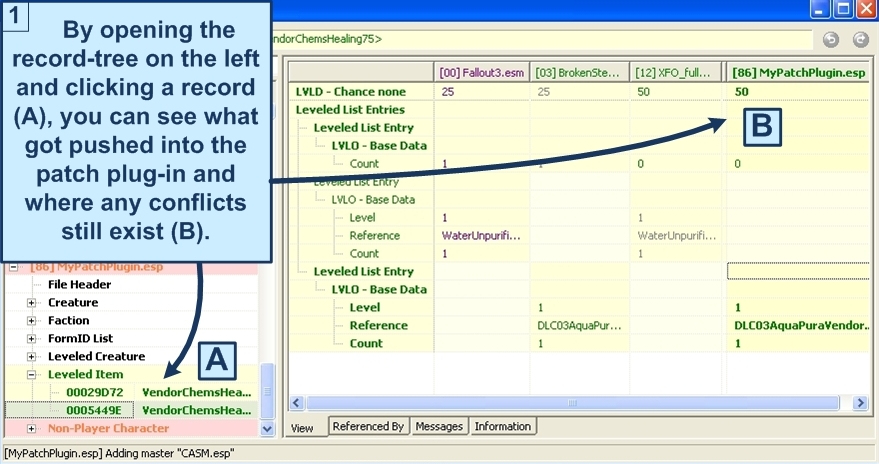 1
By opening the
record-tree on the left
and clicking a record
(A), you can see what
got pushed into the
patch plug-in and
where any conflicts
still exist (B).
ndorChemsHealing75>
[00] Fallout3.esm [03] BrokenSte... [12] XFO_full... [86] MyPatchPlugin.esp
LVLD - Chance none 25 25 50 50
Leveled List Entries
Leveled List Entry
B
LVLO - Base Data
Count 1 1 0 0
Leveled List Entry
LVLO - Base Data
Level 1 1
Reference WaterUnpurifi... WaterUnpurifi...
Count 1 1
Leveled List Entry
LVLO - Base Data
Level 1 1
Reference DLC03AquaPur... DLC03AquaPuraVendor...
Count 1 1
[86] MyPatchPlugin.esp
File Header
Creature
Faction
FormID List
Leveled Creature
A
Leveled Item
00029D72 VendorChemsHea...
0005449E VendorChemsHea...
Non-Player Character
View Referenced By Messages Information
[MyPatchPlugin.esp] Adding master "CASM.esp"